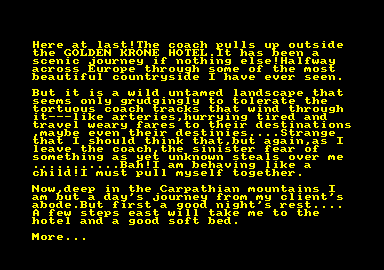 Here at last!The coach pulls up outside
the GOLDEN KRONE HOTEL.It has been a
scenic journey if nothing else!Halfway
across Europe through some of the most
beautiful countryside I have ever seen.
But it is a wild untamed landscape that
seems only grudgingly to tolerate the
tortuous coach tracks that wind through
it---like arteries,hurrying tired and
travel weary fares to their destinations
,maybe even their destinies....Strange
that I should think that,but again,as I
leave the coach,the sinister fear of
something as yet unknown steals over me
............Bah!I am behaving like a
child!I must pull myself together.
Now,deep in the Carpathian mountains I
am but a day's journey from my client's
abode.But first a good night's rest....
A few steps east will take me to the
hotel and a good soft bed.
More...